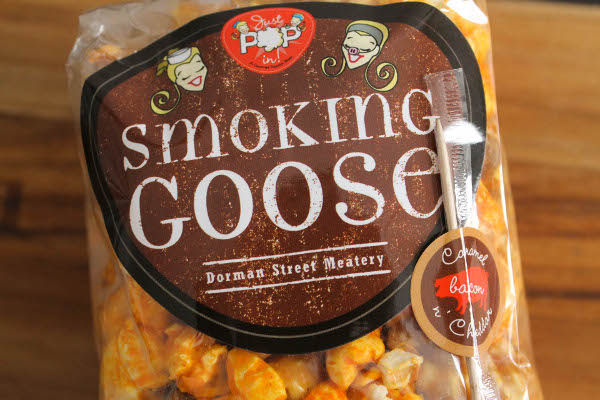 Just
POP
in!
SMOKING
GOOSE
Dorman Street Meatery
Caramel
bacon
n' Cheddar